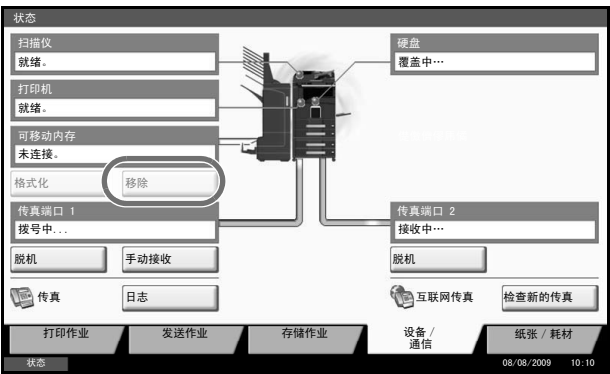 状态
扫描仪
就绪。
打印机
就绪。
可移动内存
未连接。
格式化
移除
传真端口 1
拨号中...
脱机
手动接收
传真
日志
硬盘
覆盖中…
传真端口 2
接收中…
脱机
互联网传真
检查新的传真
打印作业
发送作业
存储作业
设备 /
通信
纸张 / 耗材
状态
08/08/2009 10:10